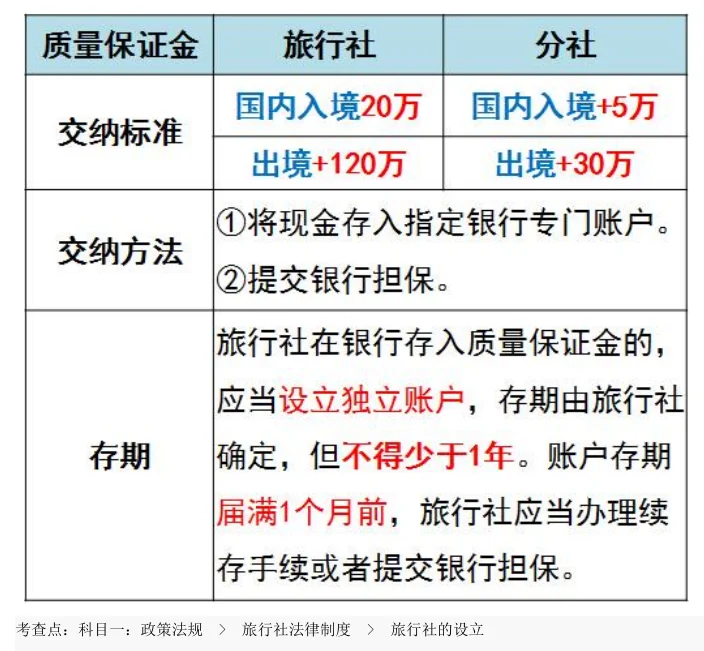 质量保证金 旅行社 分社
交纳标准 国内入境20万 国内入境+5万
出境+120万 出境+30万
交纳方法 ①将现金存入指定银行专门账户。
②提交银行担保。
存期 旅行社在银行存入质量保证金的，
应当设立独立账户，存期由旅行社
确定，但不得少于1年。账户存期
届满1个月前，旅行社应当办理续
存手续或者提交银行担保。
考查点：科目一：政策法规 > 旅行社法律制度 > 旅行社的设立